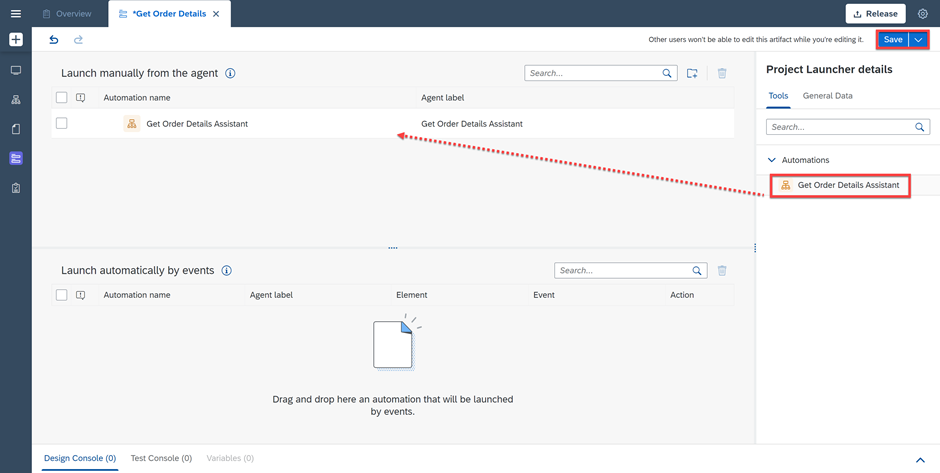 Overview
*Get Order Details
Release
Other users won't be able to edit this artifact while you're editing it.
Save
Launch manually from the agent
Search...
Automation name
Agent label
Get Order Details Assistant
Get Order Details Assistant
Project Launcher details
Tools
General Data
Search...
Automations
Get Order Details Assistant
Launch automatically by events
Search...
Automation name
Agent label
Element
Event
Action
Drag and drop here an automation that will be launched
by events.
Design Console (0)
Test Console (0)
Variables (0)